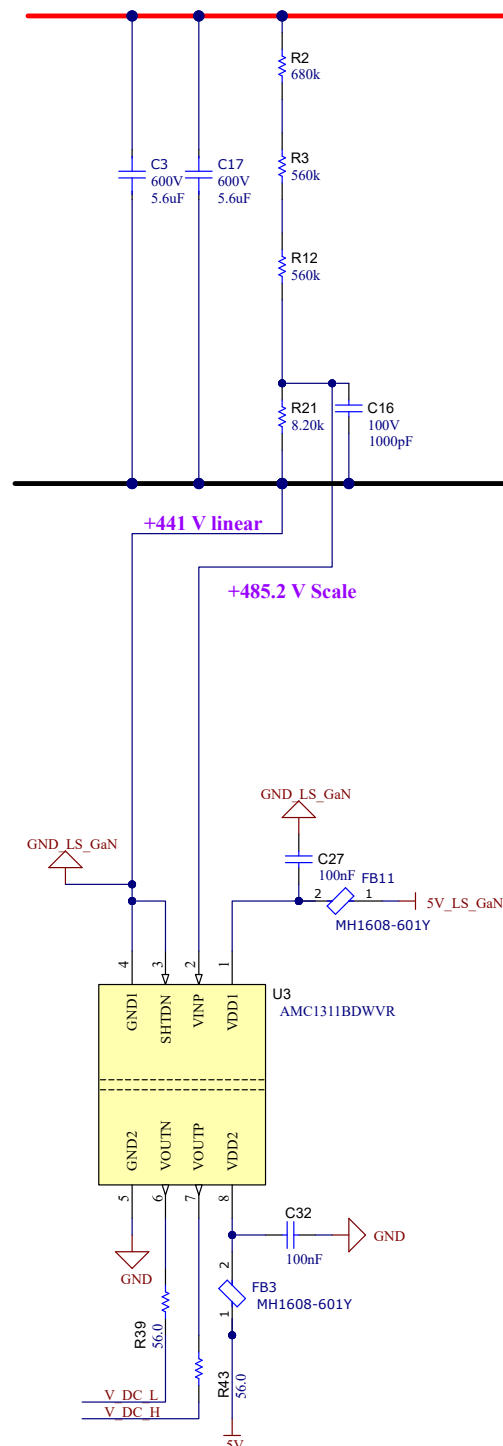 R2
680k
C3
600V
5.6uF
C17
600V
5.6uF
R3
560k
R12
560k
R21
8.20k
C16
100V
1000pF
+441 V linear
+485.2 V Scale
GND_LS_GaN
GND_LS_GaN
C27
100nF
FB11
2
1
5V_LS_GaN
MH1608-601Y
4
3
2
1
GND1
SHTDN
VINP
VDD1
U3
AMC1311BDWVR
GND2
VOUTN
VOUTP
VDD2
5
6
7
8
C32
100nF
GND
GND
2
1
FB3
MH1608-601Y
R39
56.0
R43
56.0
V_DC_L
V_DC_H
5V